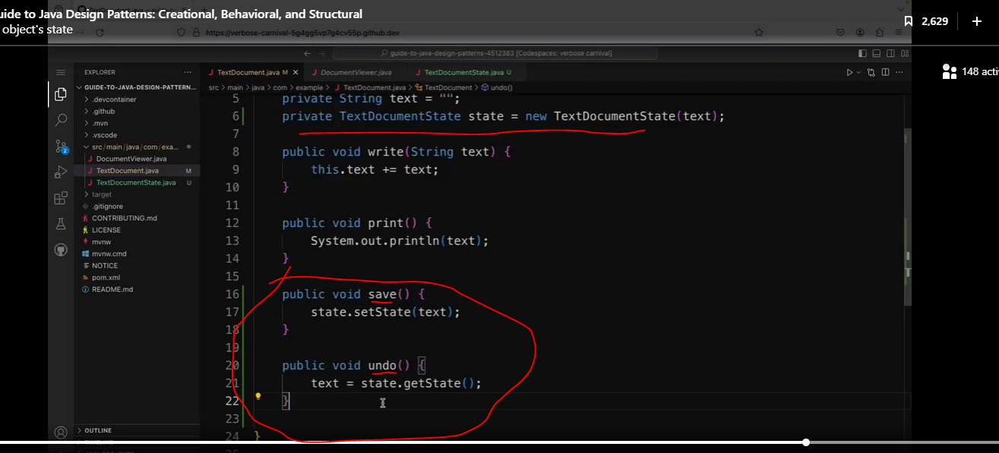 uide to Java Design Patterns: Creational, Behavioral, and Structural
object's state
2,629
148 acti
https://verbose-carnival-5g4gg5vp7g4cv55p.github.dev
guide-to-java-design-patterns-4512383 [Codespaces: verbose carnival]
EXPLORER
GUIDE-TO-JAVA-DESIGN-PATTERN...
.devcontainer
.github
.mvn
.vscode
src/main/java/com/exa...
DocumentViewer.java
TextDocument.java M
TextDocumentState.java U
target
.gitignore
CONTRIBUTING.md
LICENSE
mvnw
mvnw.cmd
NOTICE
pom.xml
README.md
OUTLINE
2
TextDocument.java M
DocumentViewer.java
TextDocumentState.java U
src > main > java > com > example > TextDocument.java > TextDocument > undo()
5 private String text = "";
6 private TextDocumentState state = new TextDocumentState(text);
7
8 public void write(String text) {
9 this.text += text;
10 }
11
12 public void print() {
13 System.out.println(text);
14 }
15
16 public void save() {
17 state.setState(text);
18 }
19
20 public void undo() {
21 text = state.getState();
22 }
23
24 }